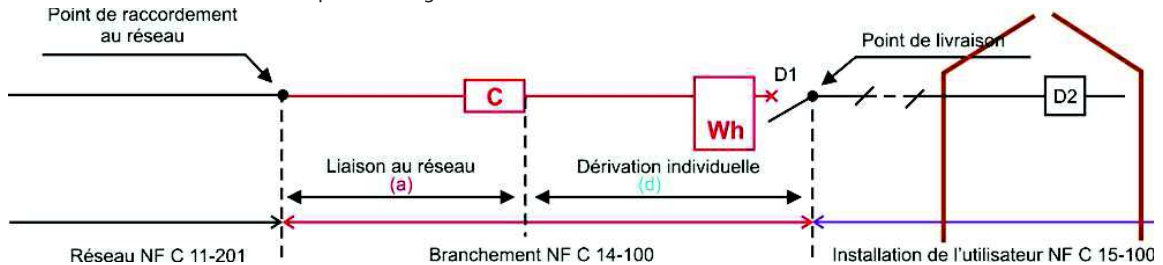 Point de raccordement
au réseau
Point de livraison
D1
C
Wh
D2
Liaison au réseau
(a)
Dérivation individuelle
(d)
Réseau NF C 11-201
Branchement NF C 14-100
Installation de l'utilisateur NF C 15-100